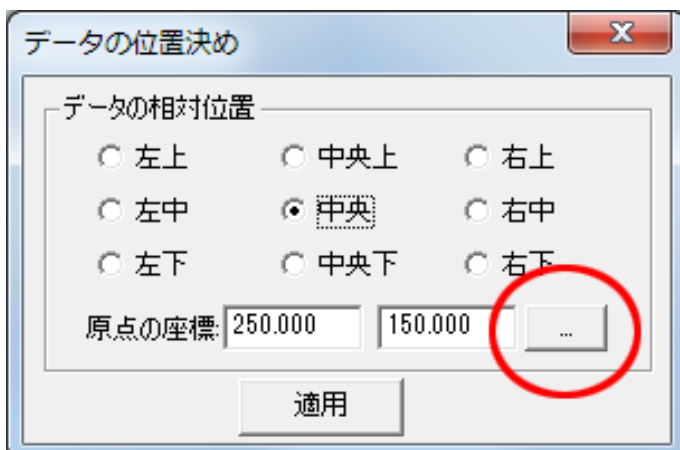 データの位置決め
データの相対位置
左上 中央上 右上
左中 中央 右中
左下 中央下 右下
原点の座標: 250.000 150.000 ...
適用